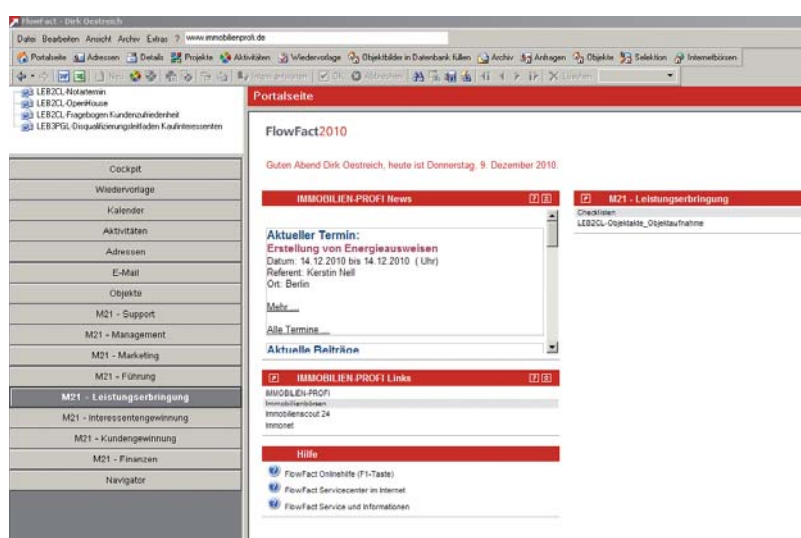 FlowFact - Dirk Oestreich
Datei Bearbeiten Ansicht Archiv Extras ? www.immobilienprofi.de
Portalseite Adressen Details Projekte Aktivitäten Wiedervorlage Objektbilder in Datenbank füllen Archiv Anfragen Objekte Selektion Internetbörsen
Neu OK Abbrechen Löschen
LEB2CL-Notartermin
LEB2CL-OpenHouse
LEB2CL-Fragebogen Kundenzufriedenheit
LEB3PGL-Disqualifizierungsleitfaden Kaufinteressenten
Cockpit
Wiedervorlage
Kalender
Aktivitäten
Adressen
E-Mail
Objekte
M21 - Support
M21 - Management
M21 - Marketing
M21 - Führung
M21 - Leistungserbringung
M21 - Interessentengewinnung
M21 - Kundengewinnung
M21 - Finanzen
Navigator
Portalseite
FlowFact2010
Guten Abend Dirk Oestreich, heute ist Donnerstag, 9. Dezember 2010.
IMMOBILIEN-PROFI News
Aktueller Termin:
Erstellung von Energieausweisen
Datum: 14.12.2010 bis 14.12.2010 ( Uhr)
Referent: Kerstin Nell
Ort: Berlin
Mehr ....
Alle Termine ....
Aktuelle Beiträge
IMMOBILIEN-PROFI Links
IMMOBILIEN-PROFI
Immobilienbörsen
Immobilienscout 24
Immonet
Hilfe
FlowFact Onlinehilfe (F1-Taste)
FlowFact Servicecenter im Internet
FlowFact Service und Informationen
M21 - Leistungserbringung
Checklisten
LEB2CL-Objektakte_Objektaufnahme